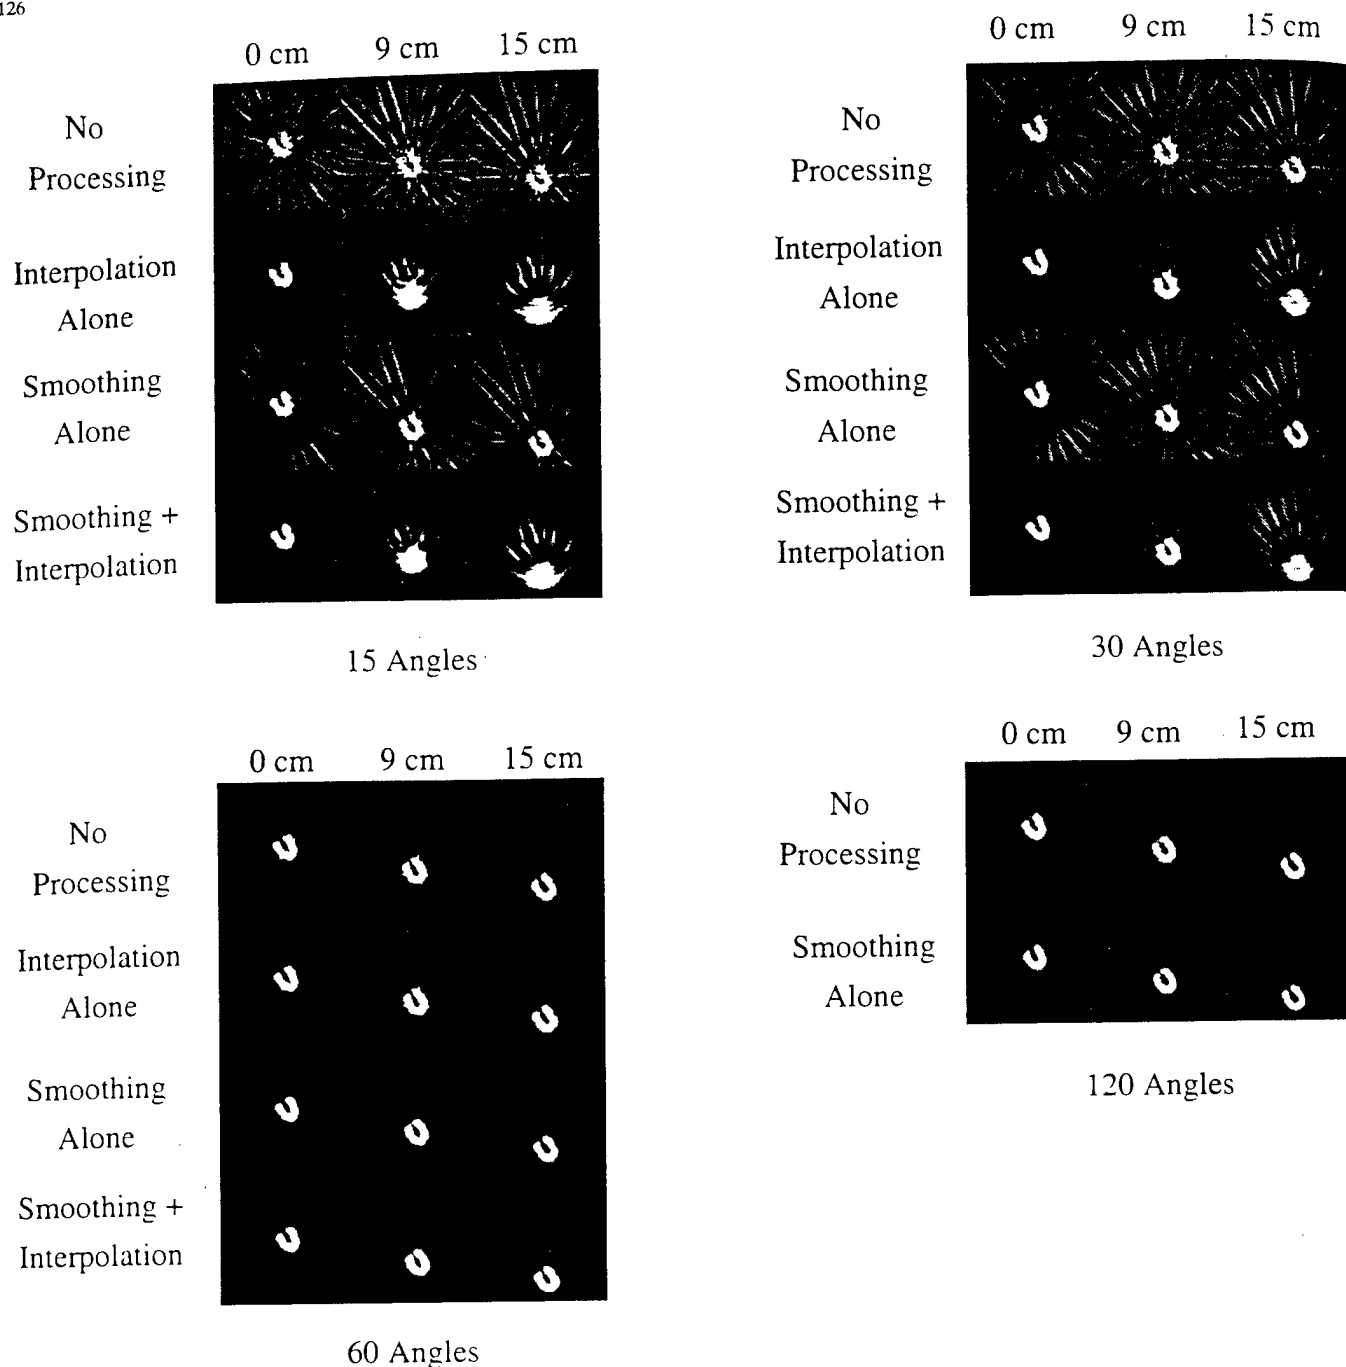 126
0 cm 9 cm 15 cm
No
Processing
Interpolation
Alone
Smoothing
Alone
Smoothing +
Interpolation
15 Angles
0 cm 9 cm 15 cm
No
Processing
Interpolation
Alone
Smoothing
Alone
Smoothing +
Interpolation
30 Angles
0 cm 9 cm 15 cm
No
Processing
Interpolation
Alone
Smoothing
Alone
Smoothing +
Interpolation
60 Angles
0 cm 9 cm 15 cm
No
Processing
Smoothing
Alone
120 Angles